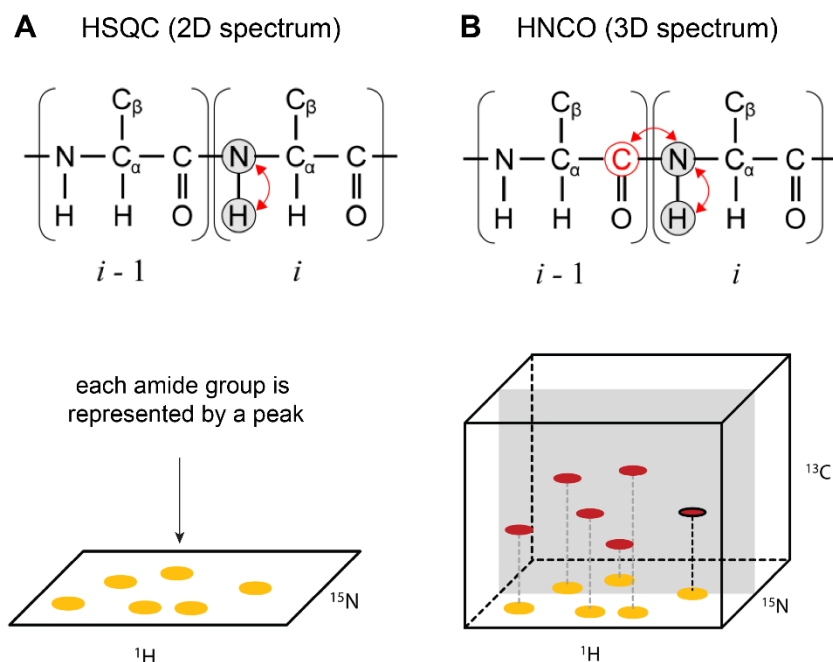 A HSQC (2D spectrum)
Cβ Cβ
N Cα C N Cα C
H H O H H O
i - 1 i
each amide group is
represented by a peak
15N
1H
B HNCO (3D spectrum)
Cβ Cβ
N Cα C N Cα C
H H O H H O
i - 1 i
13C
15N
1H